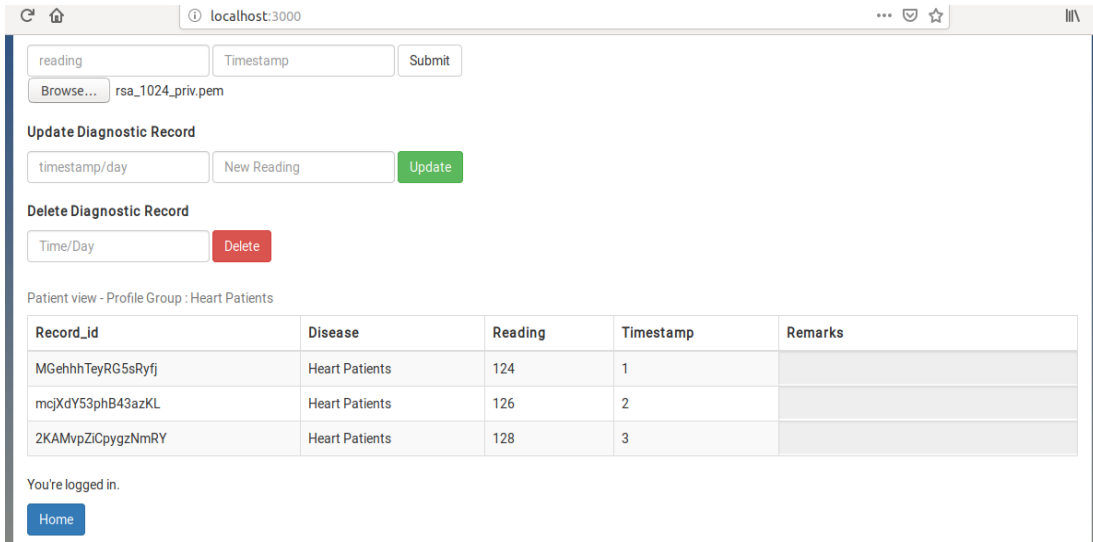 localhost:3000
reading Timestamp Submit
Browse... rsa_1024_priv.pem
Update Diagnostic Record
timestamp/day New Reading Update
Delete Diagnostic Record
Time/Day Delete
Patient view - Profile Group : Heart Patients
Record_id Disease Reading Timestamp Remarks
MGehhhTeyRG5sRyfj Heart Patients 124 1
mcjXdY53phB43azKL Heart Patients 126 2
2KAMvpZiCpygzNmRY Heart Patients 128 3
You're logged in.
Home